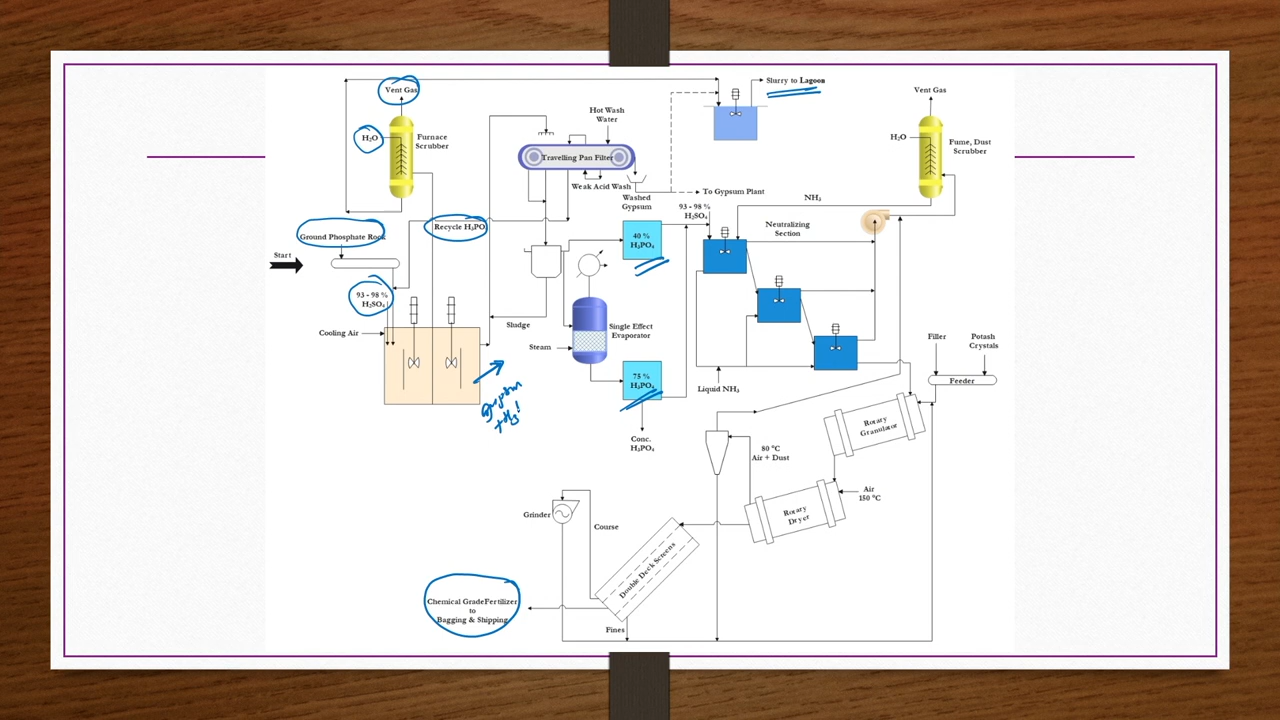 Slurry to Lagoon
Vent Gas
Vent Gas
Hot Wash
Water
H₂O
Furnace
Scrubber
H₂O
Fume, Dust
Scrubber
Travelling Pan Filter
Weak Acid Wash
To Gypsum Plant
Washed
Gypsum
NH₃
93 - 98 %
H₂SO₄
Ground Phosphate Rock
Recycle H₃PO
40 %
H₃PO₄
Neutralizing
Section
Start
93 - 98 %
H₂SO₄
Cooling Air
Sludge
Single Effect
Evaporator
Steam
Filler
Potash
Crystals
75 %
H₃PO₄
Liquid NH₃
Feeder
Conc.
H₃PO₄
Rotary
Granulator
80 °C
Air + Dust
Air
150 °C
Rotary
Dryer
Grinder
Course
Double Deck Screens
Chemical GradeFertilizer
to
Bagging & Shipping
Fines